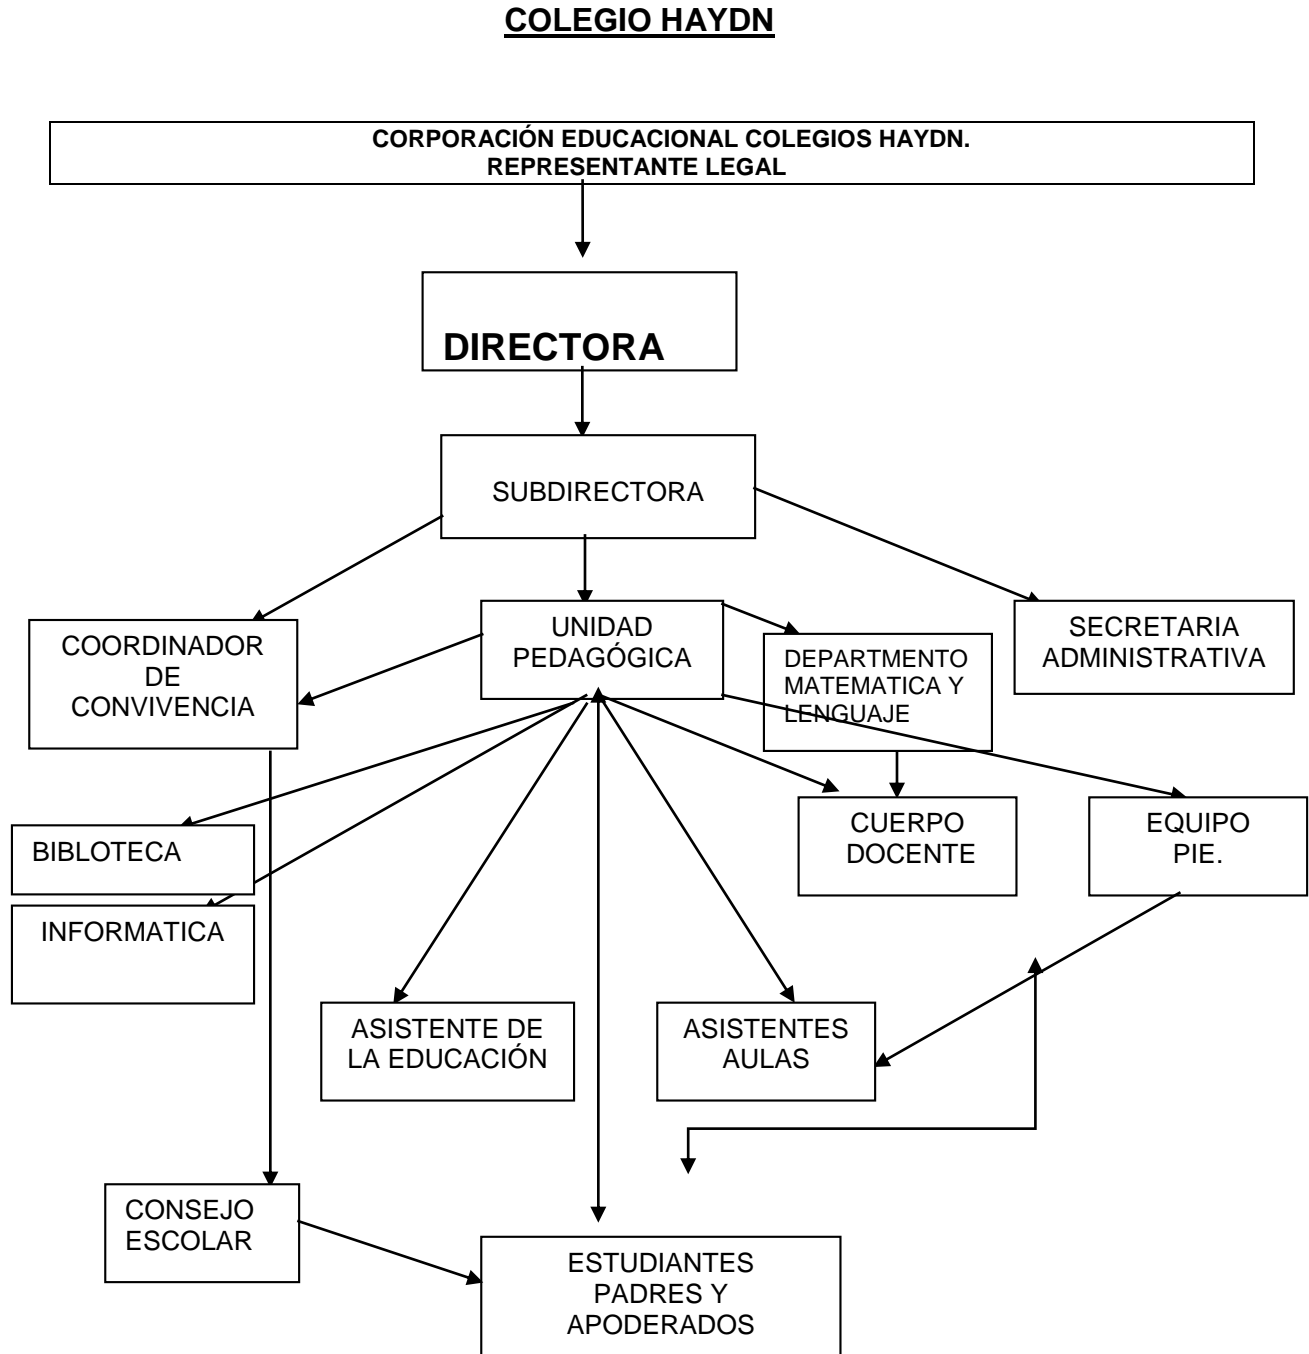 COLEGIO HAYDN
CORPORACIÓN EDUCACIONAL COLEGIOS HAYDN.
REPRESENTANTE LEGAL
DIRECTORA
SUBDIRECTORA
COORDINADOR
DE
CONVIVENCIA
UNIDAD
PEDAGÓGICA
DEPARTMENTO
MATEMATICA Y
LENGUAJE
SECRETARIA
ADMINISTRATIVA
BIBLOTECA
INFORMATICA
CUERPO
DOCENTE
EQUIPO
PIE.
ASISTENTE DE
LA EDUCACIÓN
ASISTENTES
AULAS
CONSEJO
ESCOLAR
ESTUDIANTES
PADRES Y
APODERADOS